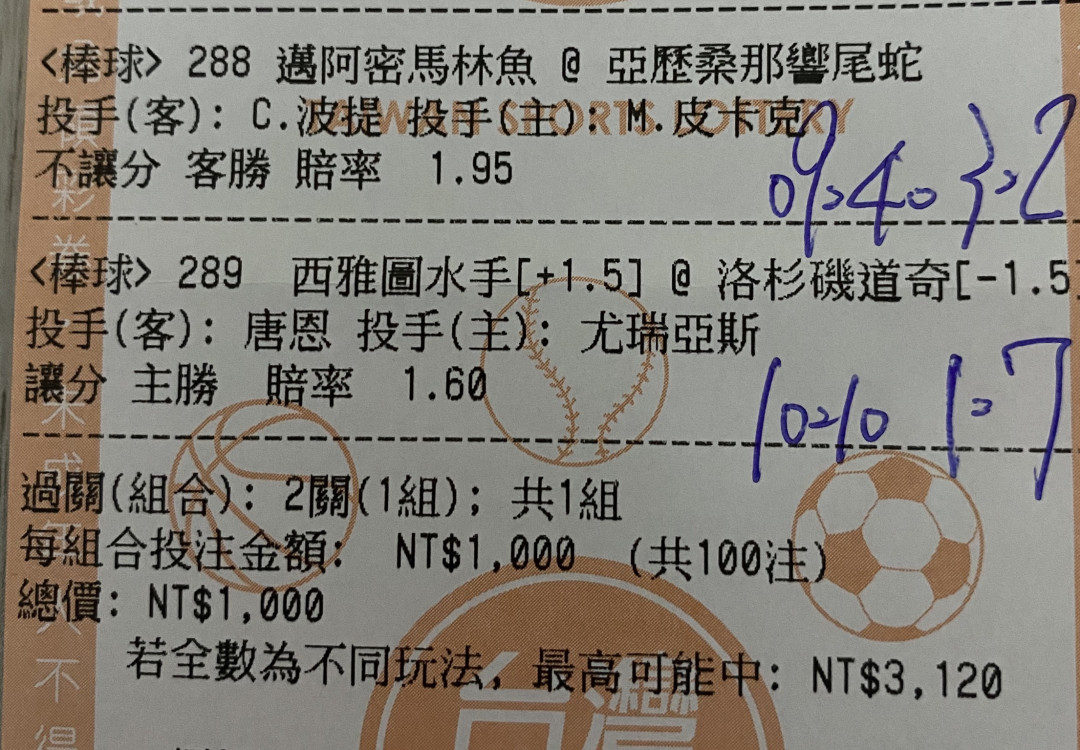 <棒球> 288 邁阿密馬林魚 @ 亞歷桑那響尾蛇
投手(客): C.波提 投手(主): M.皮卡克
不讓分 客勝 賠率 1.95
09:40 3:2
<棒球> 289 西雅圖水手[+1.5] @ 洛杉磯道奇[-1.5]
投手(客): 唐恩 投手(主): 尤瑞亞斯
讓分 主勝 賠率 1.60
10:10 1:7
過關(組合): 2關(1組); 共1組
每組合投注金額: NT$1,000 (共100注)
總價: NT$1,000
若全數為不同玩法, 最高可能中: NT$3,120
台灣